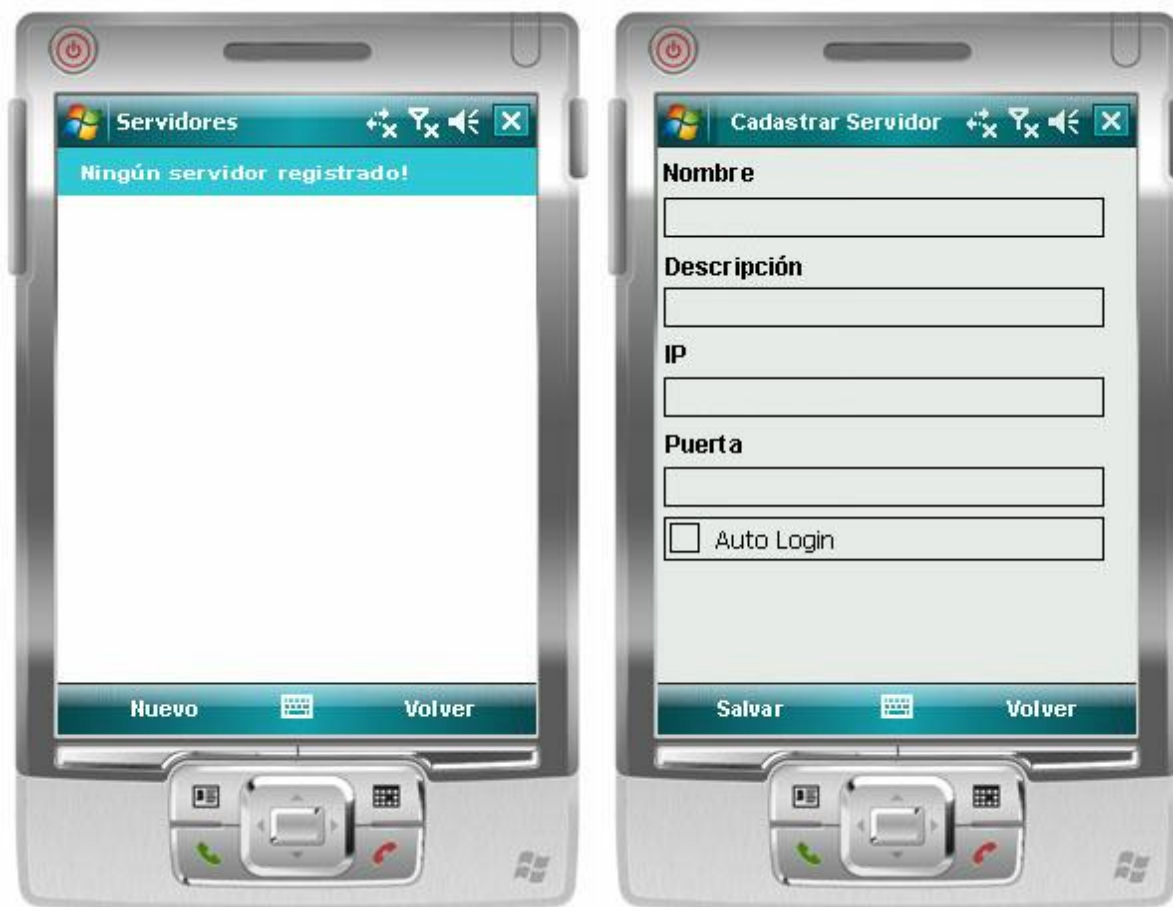 Servidores
Ningún servidor registrado!
Nuevo
Volver
Cadastrar Servidor
Nombre
Descripción
IP
Puerta
Auto Login
Salvar
Volver